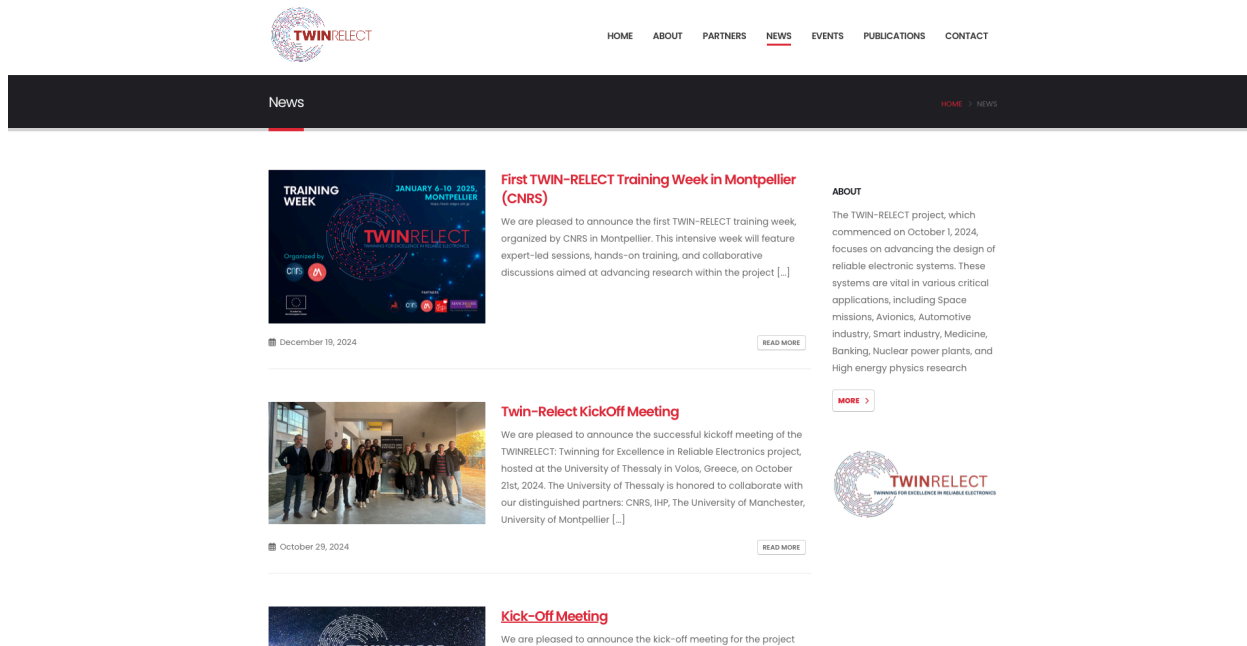 TWINRELECT
HOME ABOUT PARTNERS NEWS EVENTS PUBLICATIONS CONTACT
News
HOME > NEWS
TRAINING
WEEK
JANUARY 6-10 2025,
MONTPELLIER
TWINRELECT
TWINNING FOR EXCELLENCE IN RELIABLE ELECTRONICS
Organized by
cnrs
PARTNERS
cnrs
First TWIN-RELECT Training Week in Montpellier
(CNRS)
We are pleased to announce the first TWIN-RELECT training week,
organized by CNRS in Montpellier. This intensive week will feature
expert-led sessions, hands-on training, and collaborative
discussions aimed at advancing research within the project [...]
December 19, 2024
READ MORE
Twin-Relect KickOff Meeting
We are pleased to announce the successful kickoff meeting of the
TWINRELECT: Twinning for Excellence in Reliable Electronics project,
hosted at the University of Thessaly in Volos, Greece, on October
21st, 2024. The University of Thessaly is honored to collaborate with
our distinguished partners: CNRS, IHP, The University of Manchester,
University of Montpellier [...]
October 29, 2024
READ MORE
Kick-Off Meeting
We are pleased to announce the kick-off meeting for the project
ABOUT
The TWIN-RELECT project, which
commenced on October 1, 2024,
focuses on advancing the design of
reliable electronic systems. These
systems are vital in various critical
applications, including Space
missions, Avionics, Automotive
industry, Smart industry, Medicine,
Banking, Nuclear power plants, and
High energy physics research
MORE >
TWINRELECT
TWINNING FOR EXCELLENCE IN RELIABLE ELECTRONICS